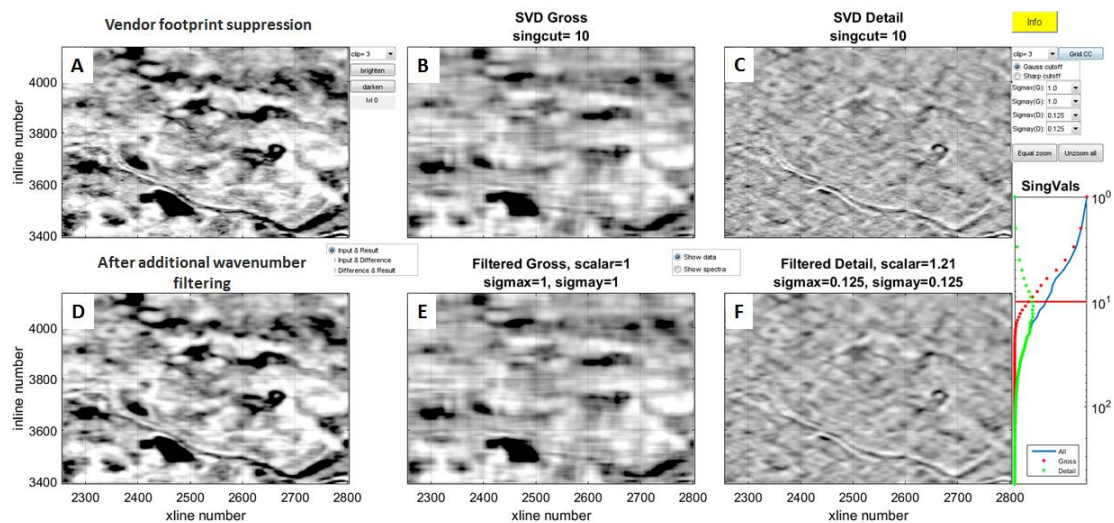 Vendor footprint suppression
SVD Gross
singcut= 10
SVD Detail
singcut= 10
Info
A
B
C
clip= 3
brighten
darken
lvl 0
clip= 3
Grid CC
Gauss cutoff
Sharp cutoff
Sigmax(G): 1.0
Sigmay(G): 1.0
Sigmax(D): 0.125
Sigmay(D): 0.125
Equal zoom
Unzoom all
inline number
4000
3800
3600
3400
SingVals
10^0
10^1
10^2
All
Gross
Detail
After additional wavenumber
filtering
Input & Result
Input & Difference
Difference & Result
Show data
Show spectra
Filtered Gross, scalar=1
sigmax=1, sigmay=1
Filtered Detail, scalar=1.21
sigmax=0.125, sigmay=0.125
D
E
F
inline number
4000
3800
3600
3400
2300 2400 2500 2600 2700 2800
2300 2400 2500 2600 2700 2800
2300 2400 2500 2600 2700 2800
xline number
xline number
xline number